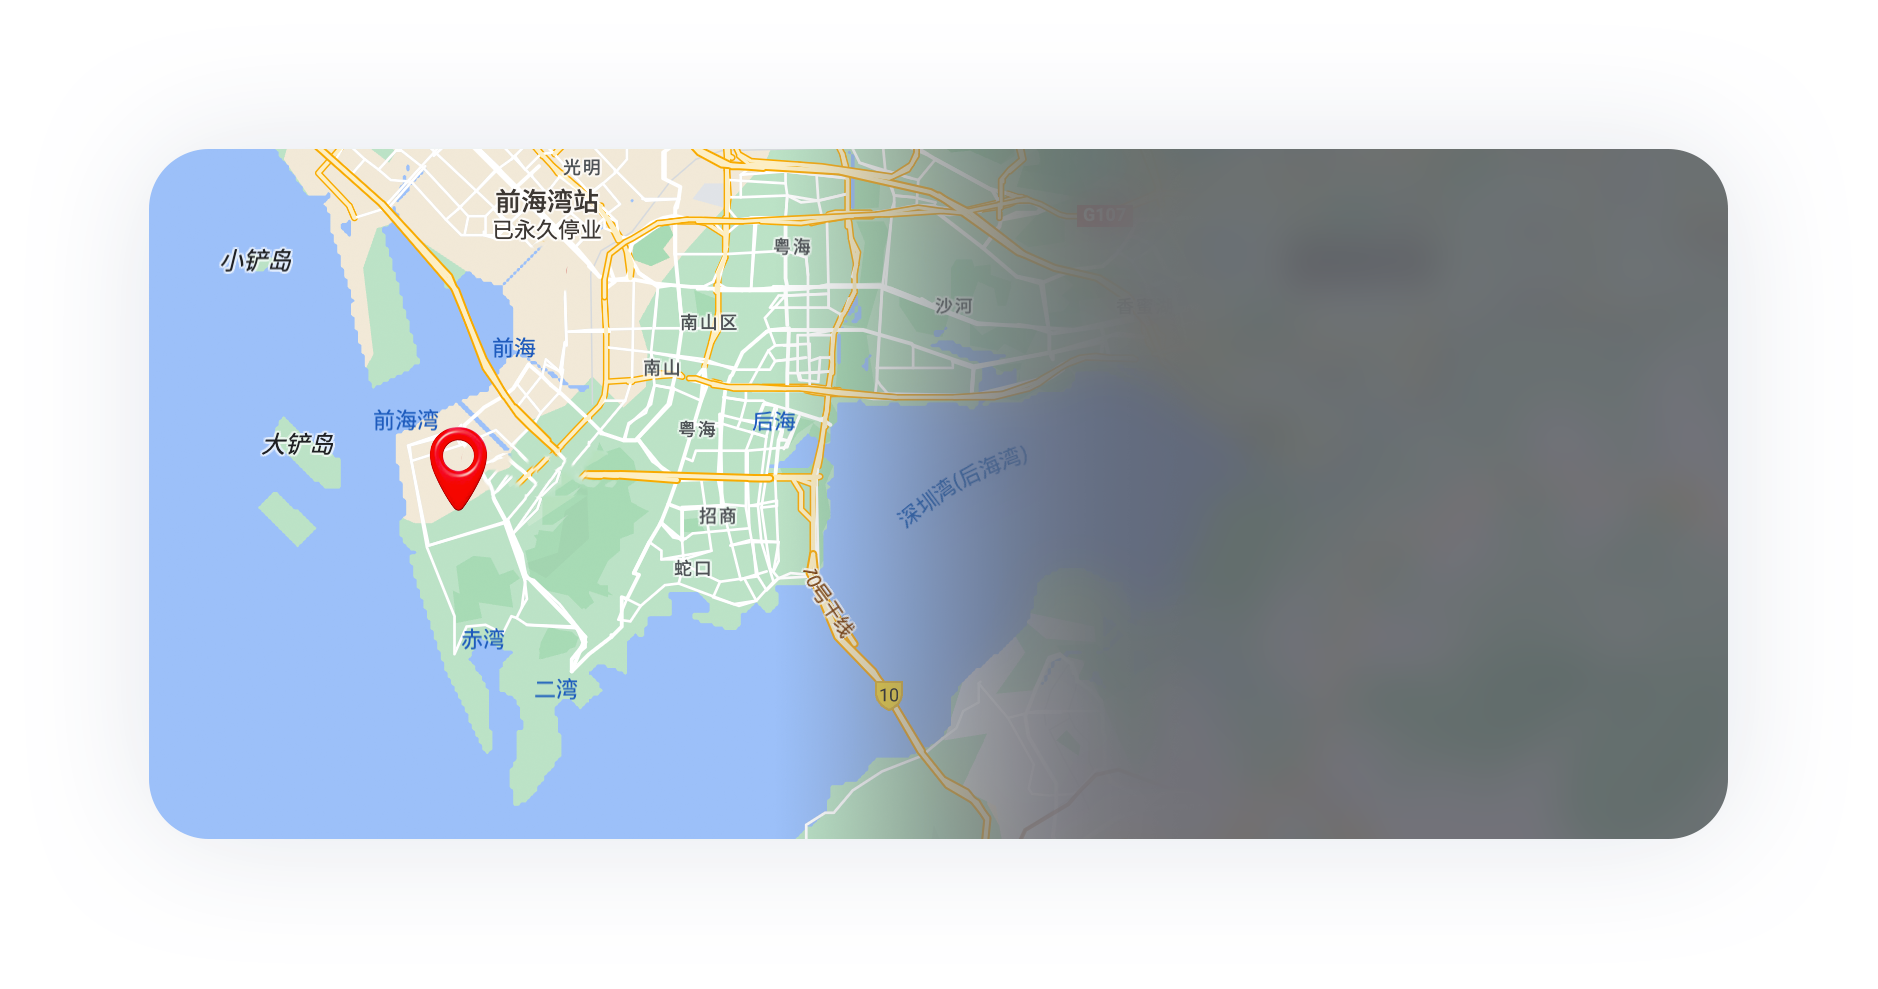 光明
前海湾站
已永久停业
G107
粤海
小铲岛
沙河
南山区
前海
南山
前海湾
后海
粤海
大铲岛
深圳湾(后海湾)
招商
蛇口
10号干线
赤湾
二湾
10